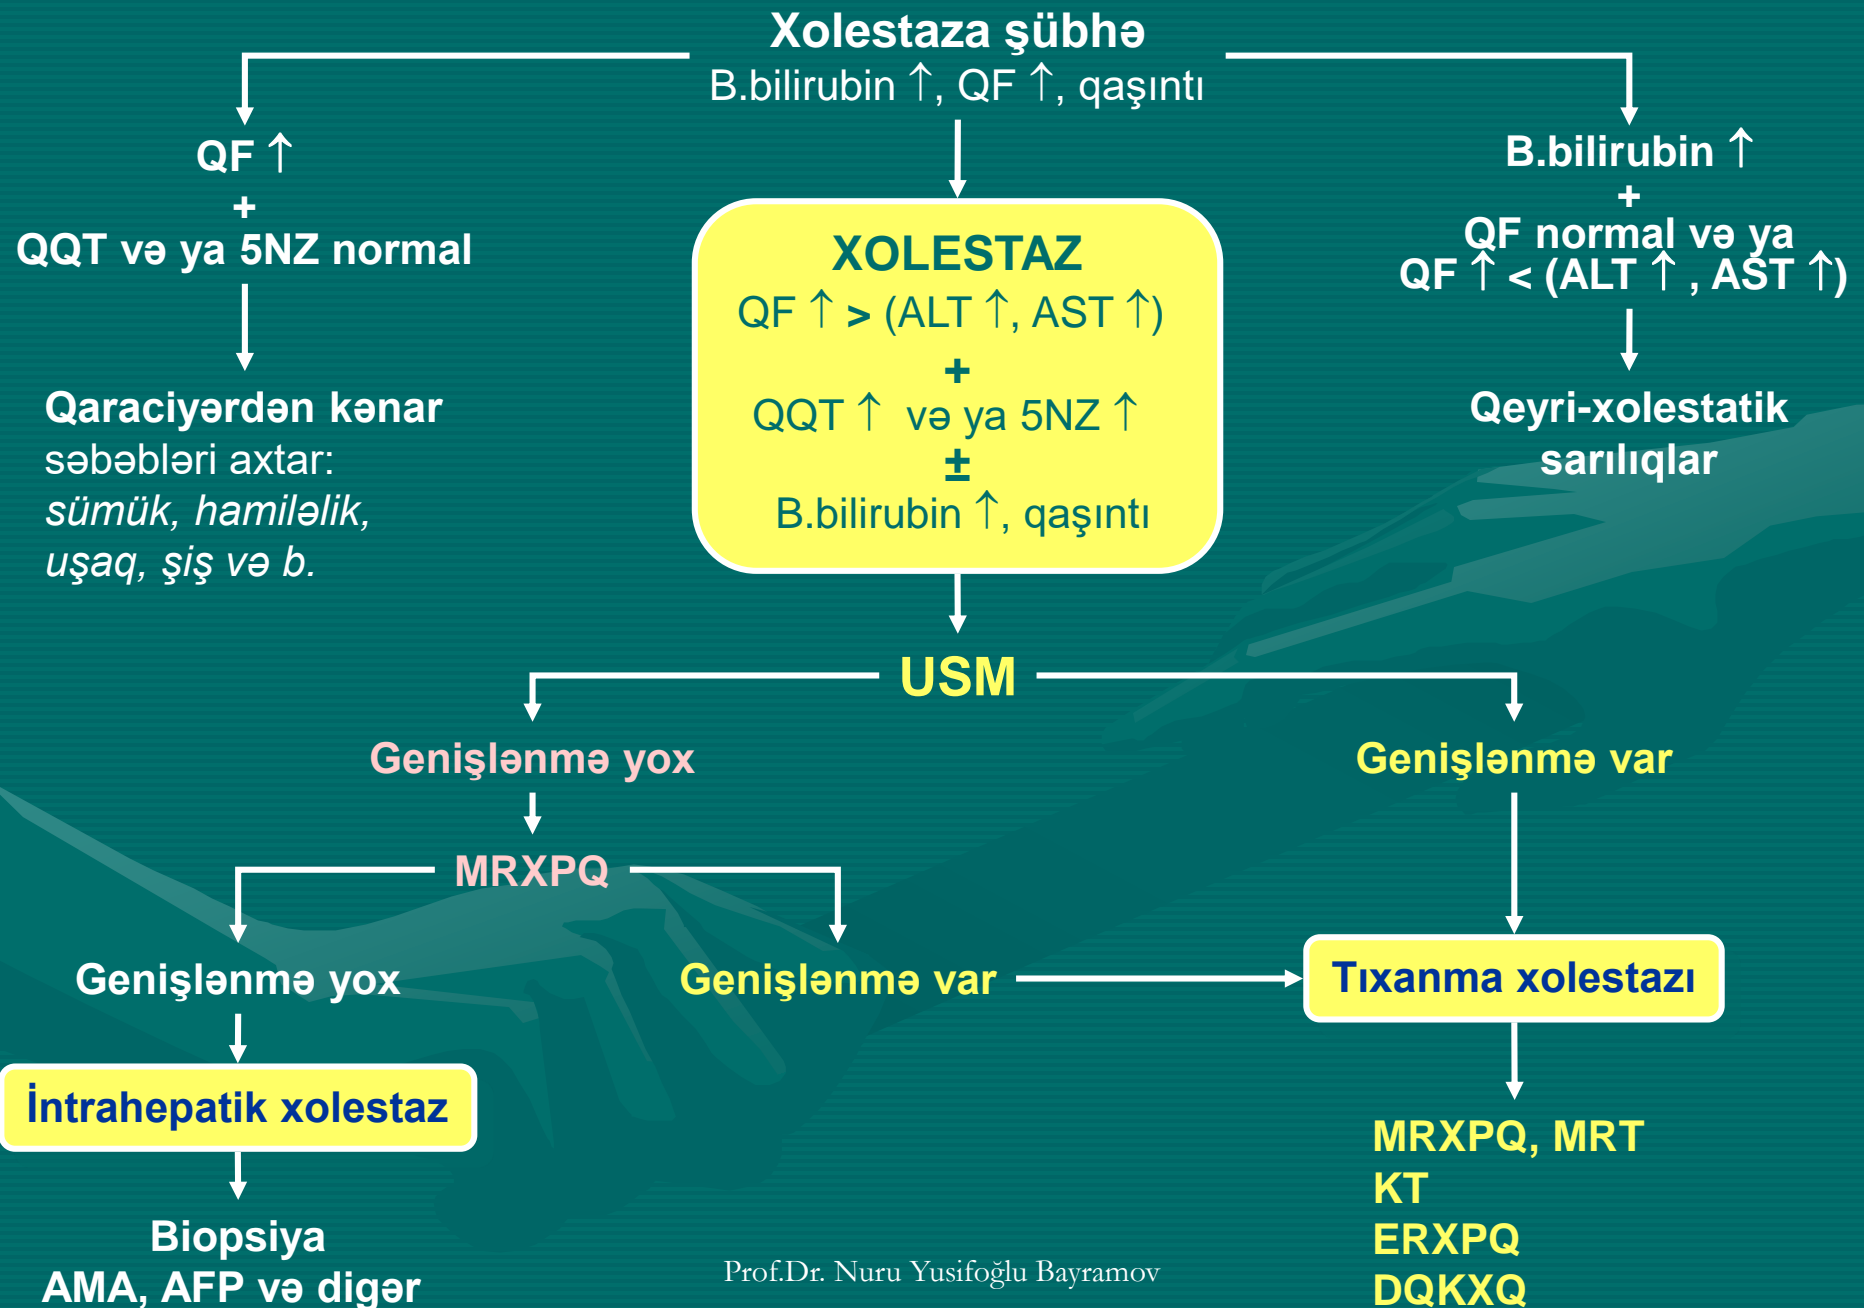 Xolestaza şübhə
B.bilirubin ↑, QF ↑, qaşıntı
QF ↑
+
QQT və ya 5NZ normal
Qaraciyərdən kənar
səbəbləri axtar:
sümük, hamiləlik,
uşaq, şiş və b.
XOLESTAZ
QF ↑ > (ALT ↑, AST ↑)
+
QQT ↑ və ya 5NZ ↑
±
B.bilirubin ↑, qaşıntı
B.bilirubin ↑
+
QF normal və ya
QF ↑ < (ALT ↑ , AST ↑)
Qeyri-xolestatik
sarılıqlar
USM
Genişlənmə yox
Genişlənmə var
MRXPQ
Genişlənmə yox
Genişlənmə var
Tıxanma xolestazı
İntrahepatik xolestaz
Biopsiya
AMA, AFP və digər
MRXPQ, MRT
KT
ERXPQ
DQKXQ
Prof.Dr. Nuru Yusifoğlu Bayramov